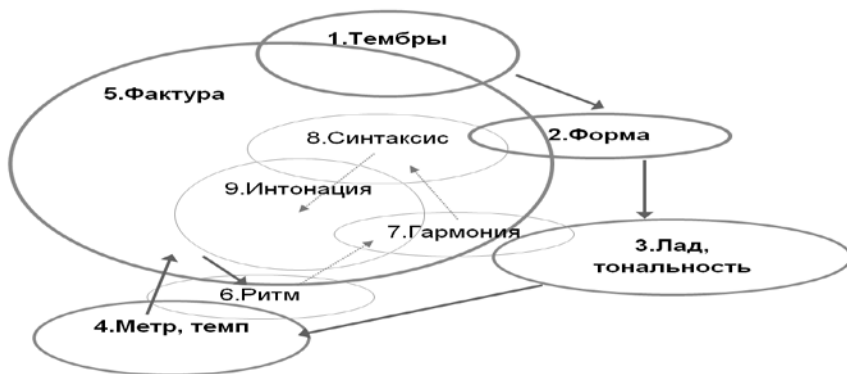 1.Тембры
5.Фактура
8.Синтаксис
2.Форма
9.Интонация
7.Гармония
3.Лад,
тональность
6.Ритм
4.Метр, темп